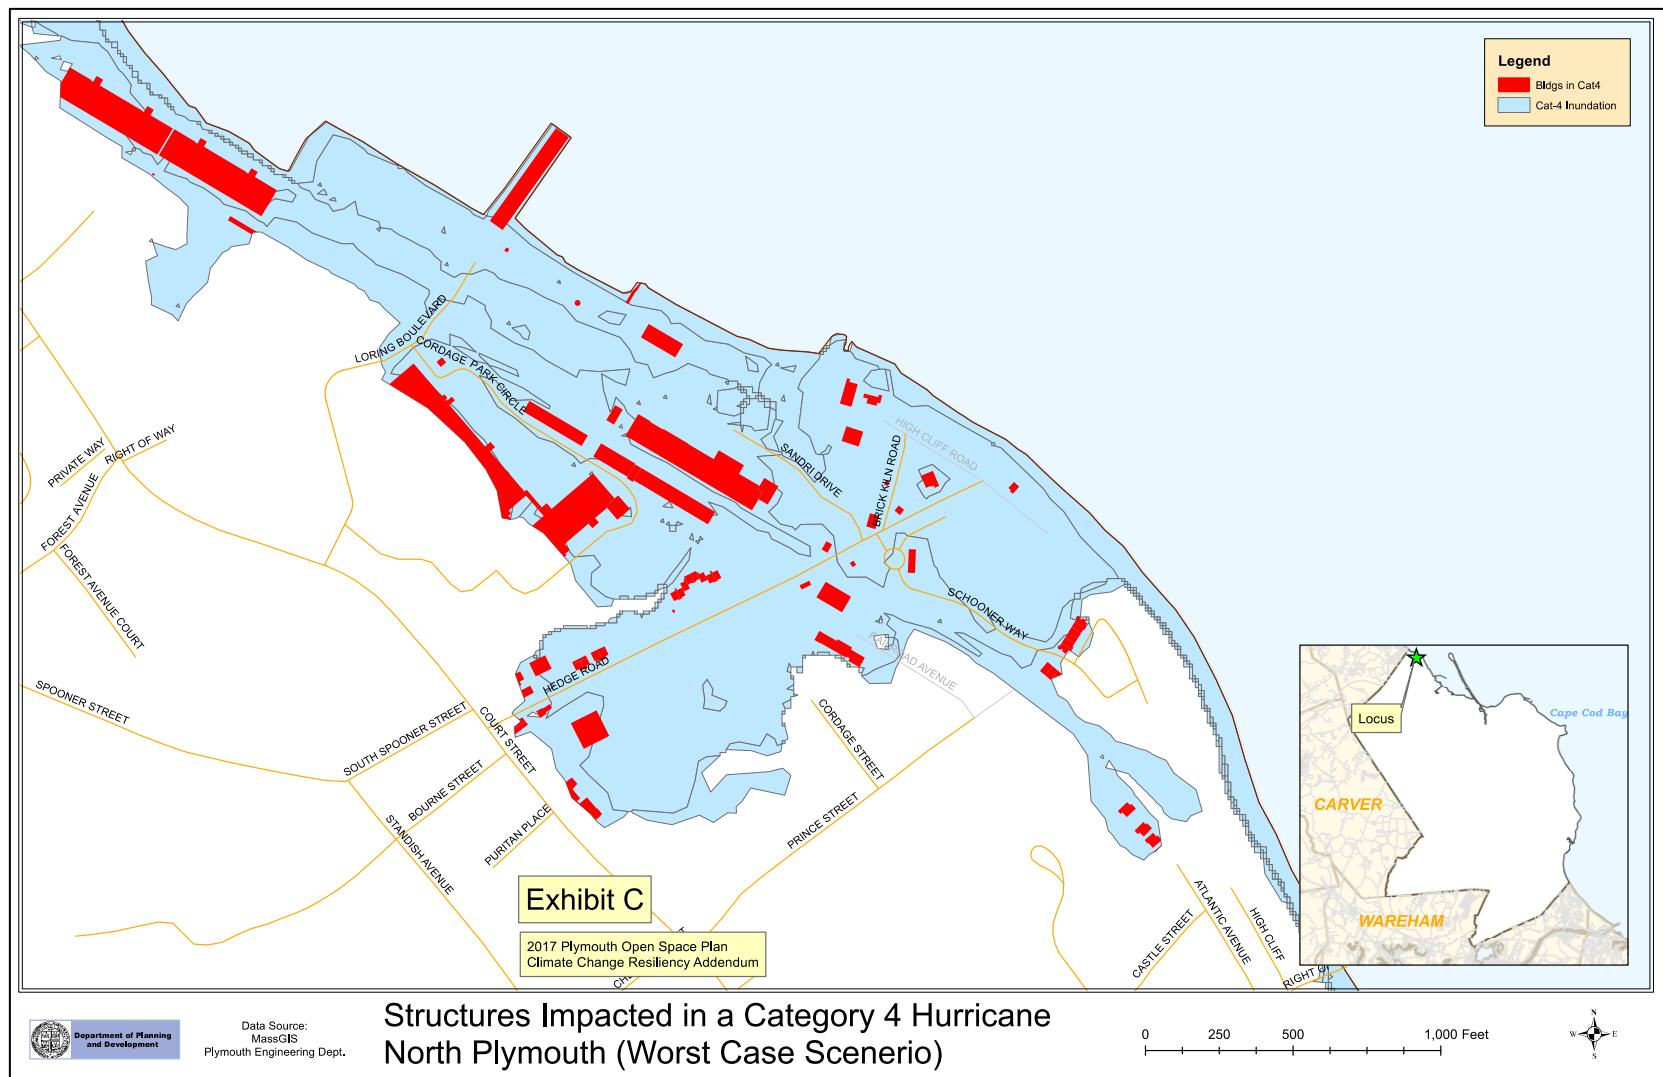 Legend
Bldgs in Cat4
Cat-4 Inundation
LORING BOULEVARD
CORDAGE PARK CIRCLE
PRIVATE WAY
RIGHT OF WAY
FOREST AVENUE
FOREST AVENUE COURT
SANDRI DRIVE
BRICK KILN ROAD
HIGH CLIFF ROAD
SCHOONER WAY
HEDGE ROAD
RAILROAD AVENUE
SPOONER STREET
SOUTH SPOONER STREET
COURT STREET
BOURNE STREET
PURITAN PLACE
STANDISH AVENUE
CORDAGE STREET
PRINCE STREET
CASTLE STREET
ATLANTIC AVENUE
HIGH CLIFF
RIGHT O
CH
T
Locus
Cape Cod Bay
CARVER
WAREHAM
Exhibit C
2017 Plymouth Open Space Plan
Climate Change Resiliency Addendum
Department of Planning
and Development
Data Source:
MassGIS
Plymouth Engineering Dept.
Structures Impacted in a Category 4 Hurricane
North Plymouth (Worst Case Scenerio)
0 250 500 1,000 Feet
N
W E
S